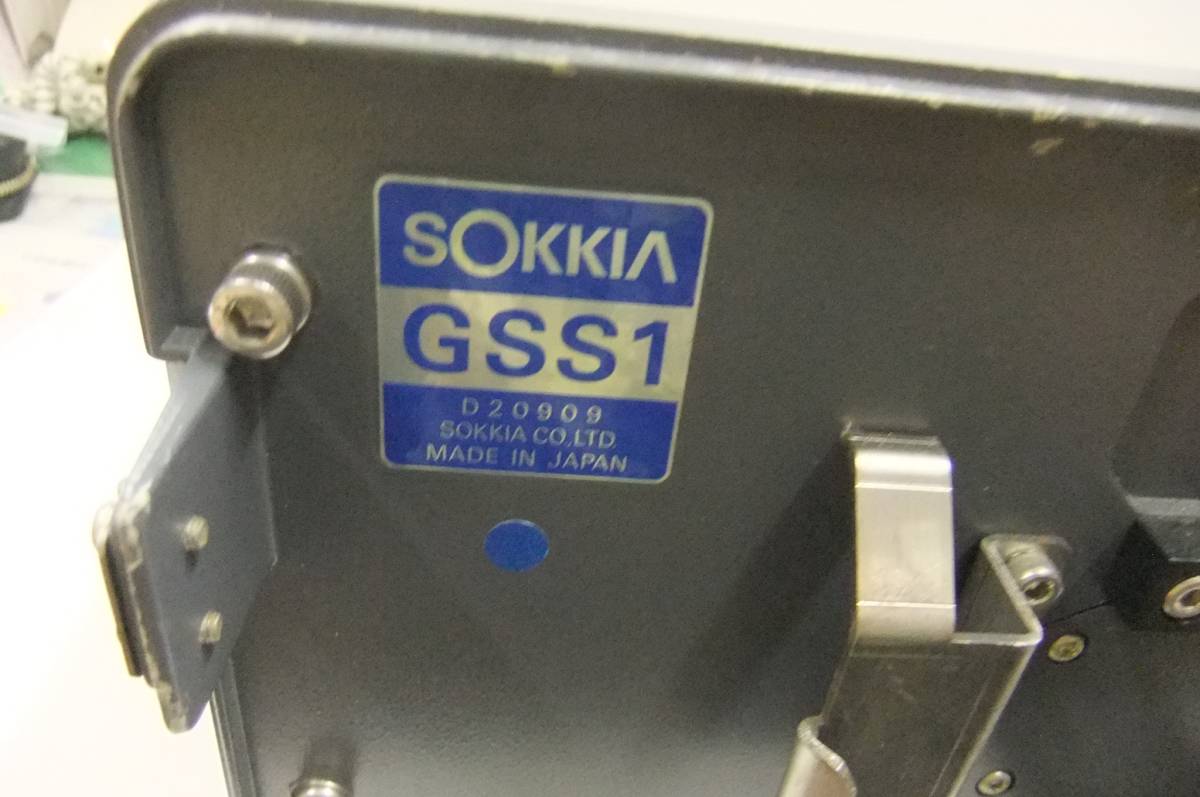 SOKKIA
GSS1
D20909
SOKKIA CO.,LTD.
MADE IN JAPAN